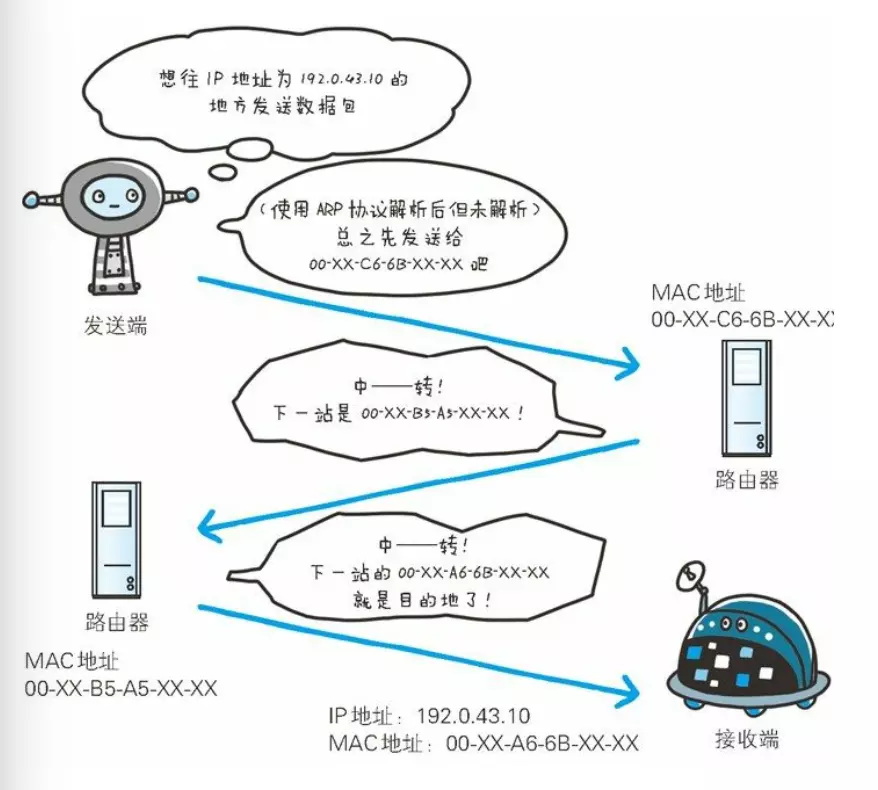 想往 IP 地址为 192.0.43.10 的
地方发送数据包
(使用 ARP 协议解析后但未解析)
总之先发送给
00-XX-C6-6B-XX-XX 吧
发送端
MAC 地址
00-XX-C6-6B-XX-X
中——转!
下一站是 00-XX-B5-A5-XX-XX!
路由器
中——转!
下一站的 00-XX-A6-6B-XX-XX
就是目的地了!
路由器
MAC 地址
00-XX-B5-A5-XX-XX
IP 地址:192.0.43.10
MAC 地址:00-XX-A6-6B-XX-XX
接收端